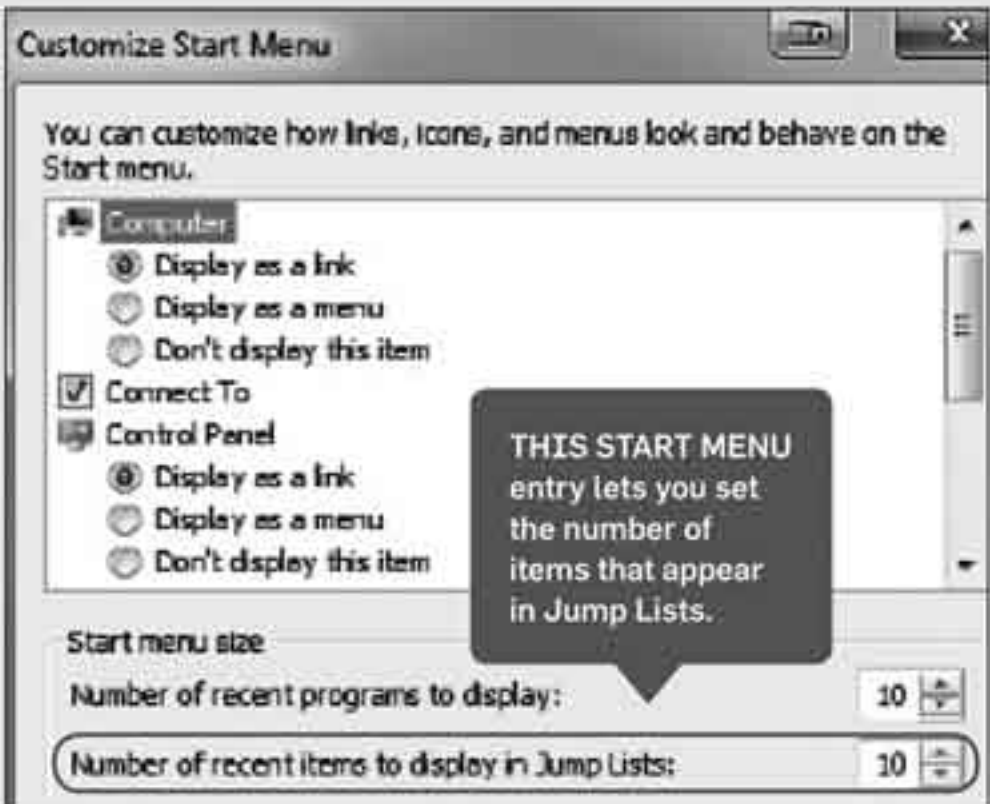 Customize Start Menu
You can customize how links, icons, and menus look and behave on the
Start menu.
Computer
Display as a link
Display as a menu
Don't display this item
Connect To
Control Panel
Display as a link
Display as a menu
Don't display this item
THIS START MENU
entry lets you set
the number of
items that appear
in Jump Lists.
Start menu size
Number of recent programs to display: 10
Number of recent items to display in Jump Lists: 10